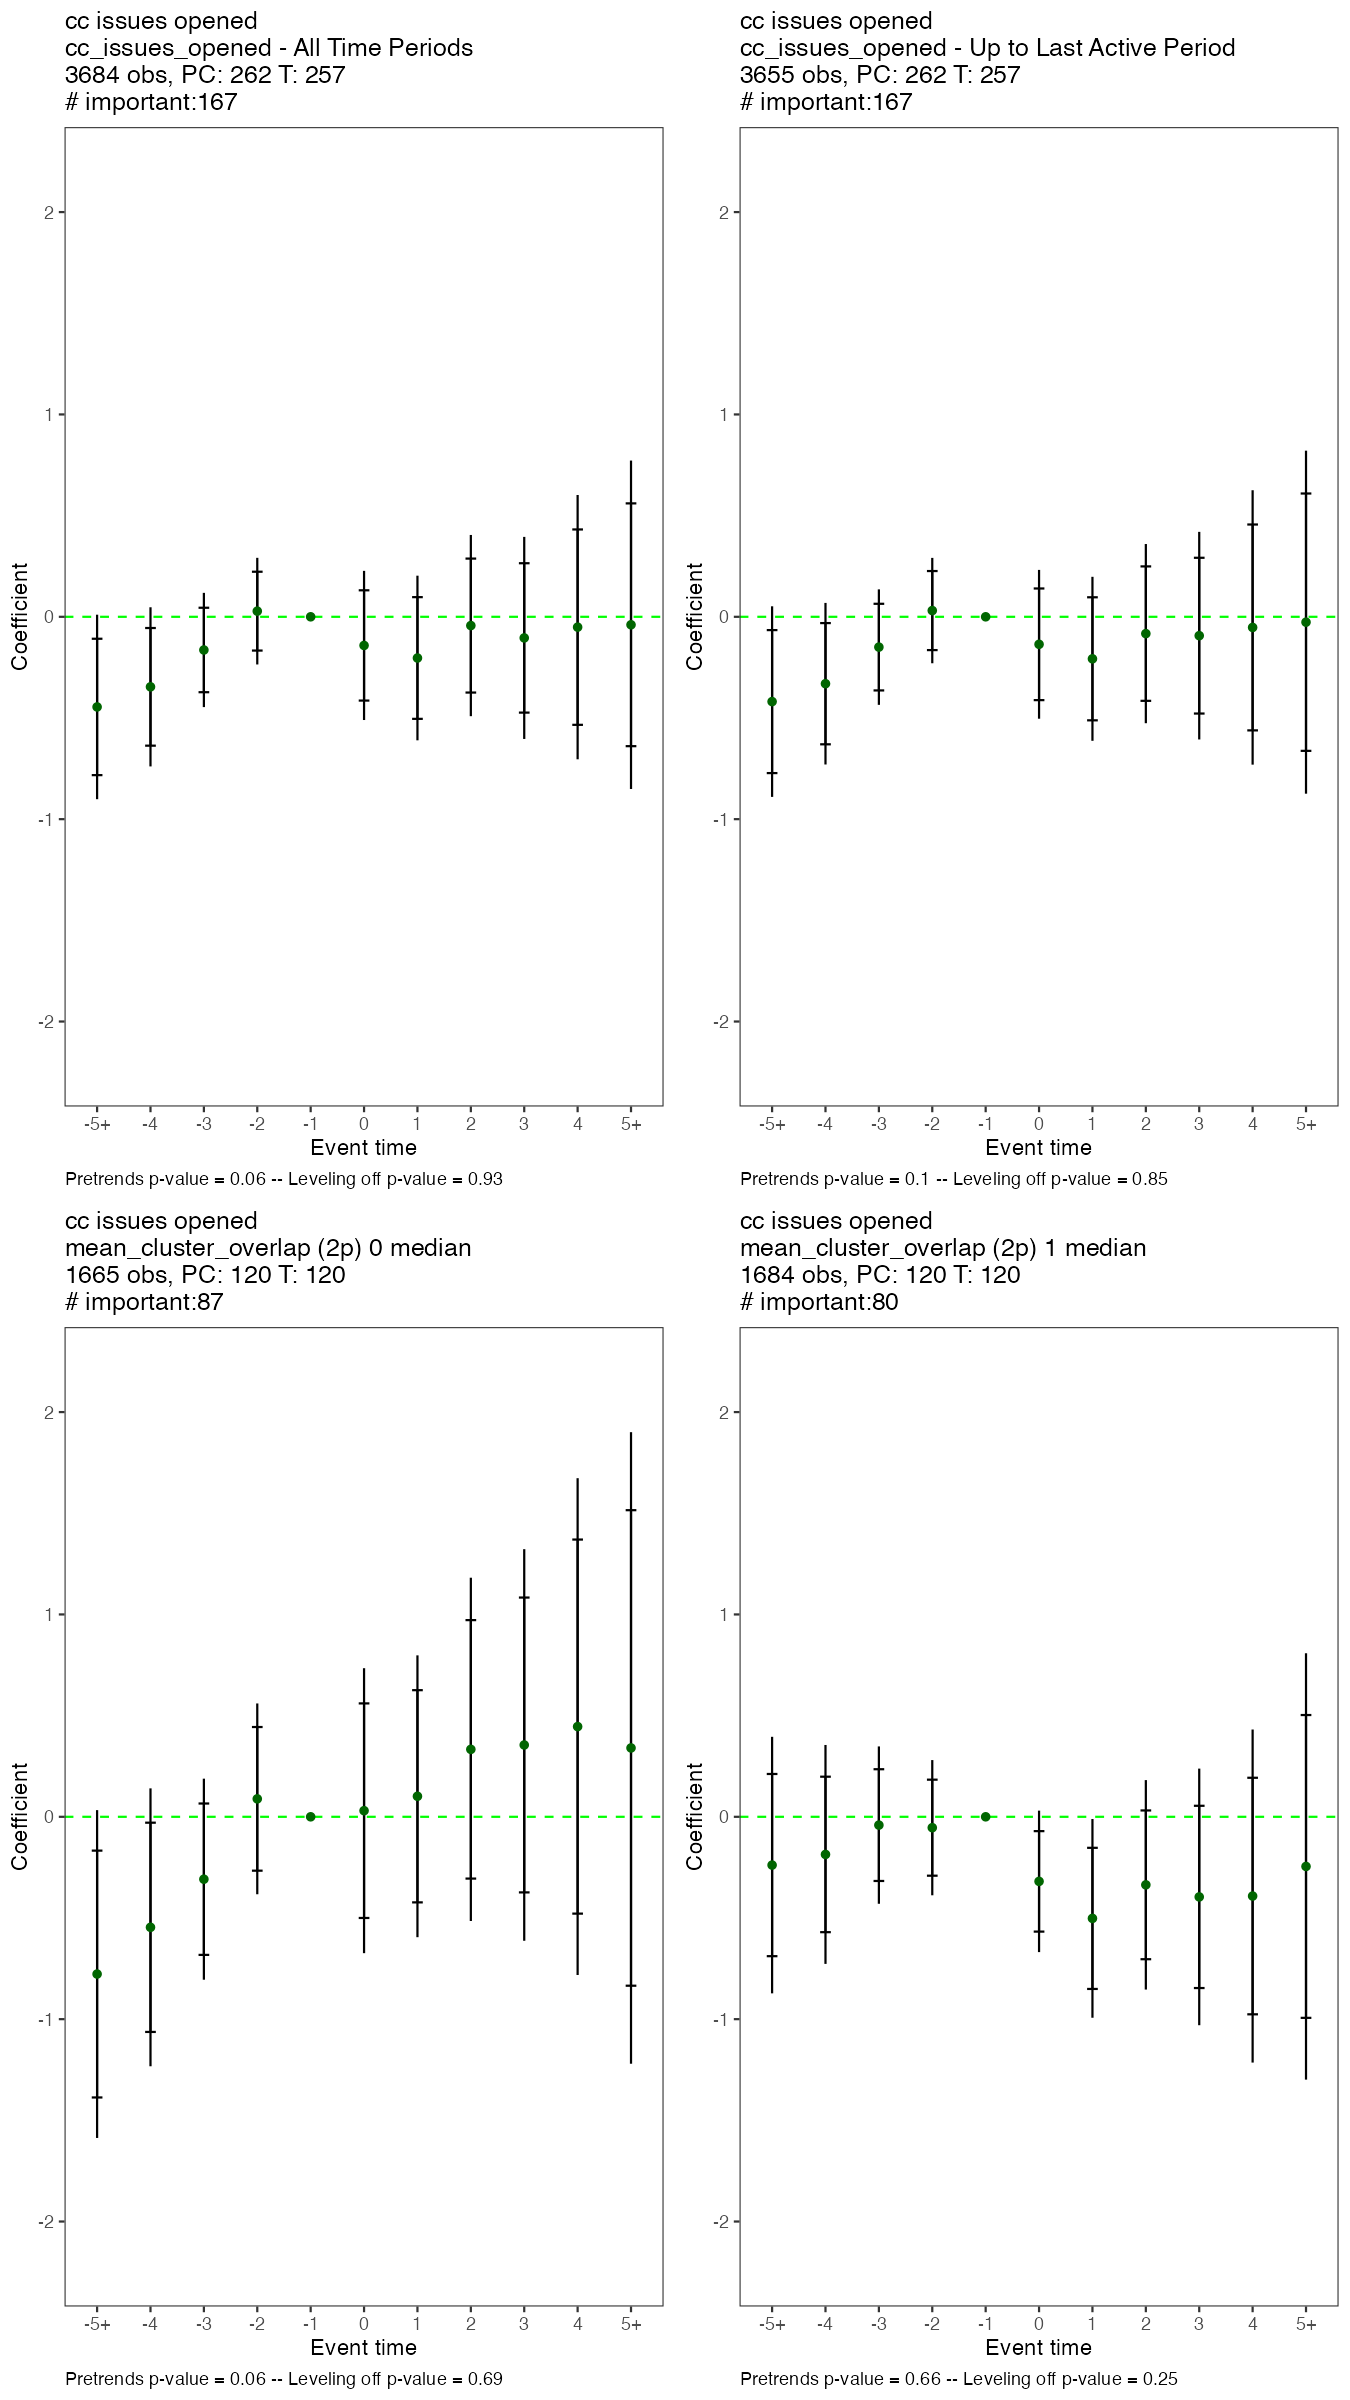 cc issues opened
cc_issues_opened - All Time Periods
3684 obs, PC: 262 T: 257
# important:167
2
1
0
-1
-2
Coefficient
-5+ -4 -3 -2 -1 0 1 2 3 4 5+
Event time
Pretrends p-value = 0.06 -- Leveling off p-value = 0.93
cc issues opened
cc_issues_opened - Up to Last Active Period
3655 obs, PC: 262 T: 257
# important:167
2
1
0
-1
-2
Coefficient
-5+ -4 -3 -2 -1 0 1 2 3 4 5+
Event time
Pretrends p-value = 0.1 -- Leveling off p-value = 0.85
cc issues opened
mean_cluster_overlap (2p) 0 median
1665 obs, PC: 120 T: 120
# important:87
2
1
0
-1
-2
Coefficient
-5+ -4 -3 -2 -1 0 1 2 3 4 5+
Event time
Pretrends p-value = 0.06 -- Leveling off p-value = 0.69
cc issues opened
mean_cluster_overlap (2p) 1 median
1684 obs, PC: 120 T: 120
# important:80
2
1
0
-1
-2
Coefficient
-5+ -4 -3 -2 -1 0 1 2 3 4 5+
Event time
Pretrends p-value = 0.66 -- Leveling off p-value = 0.25